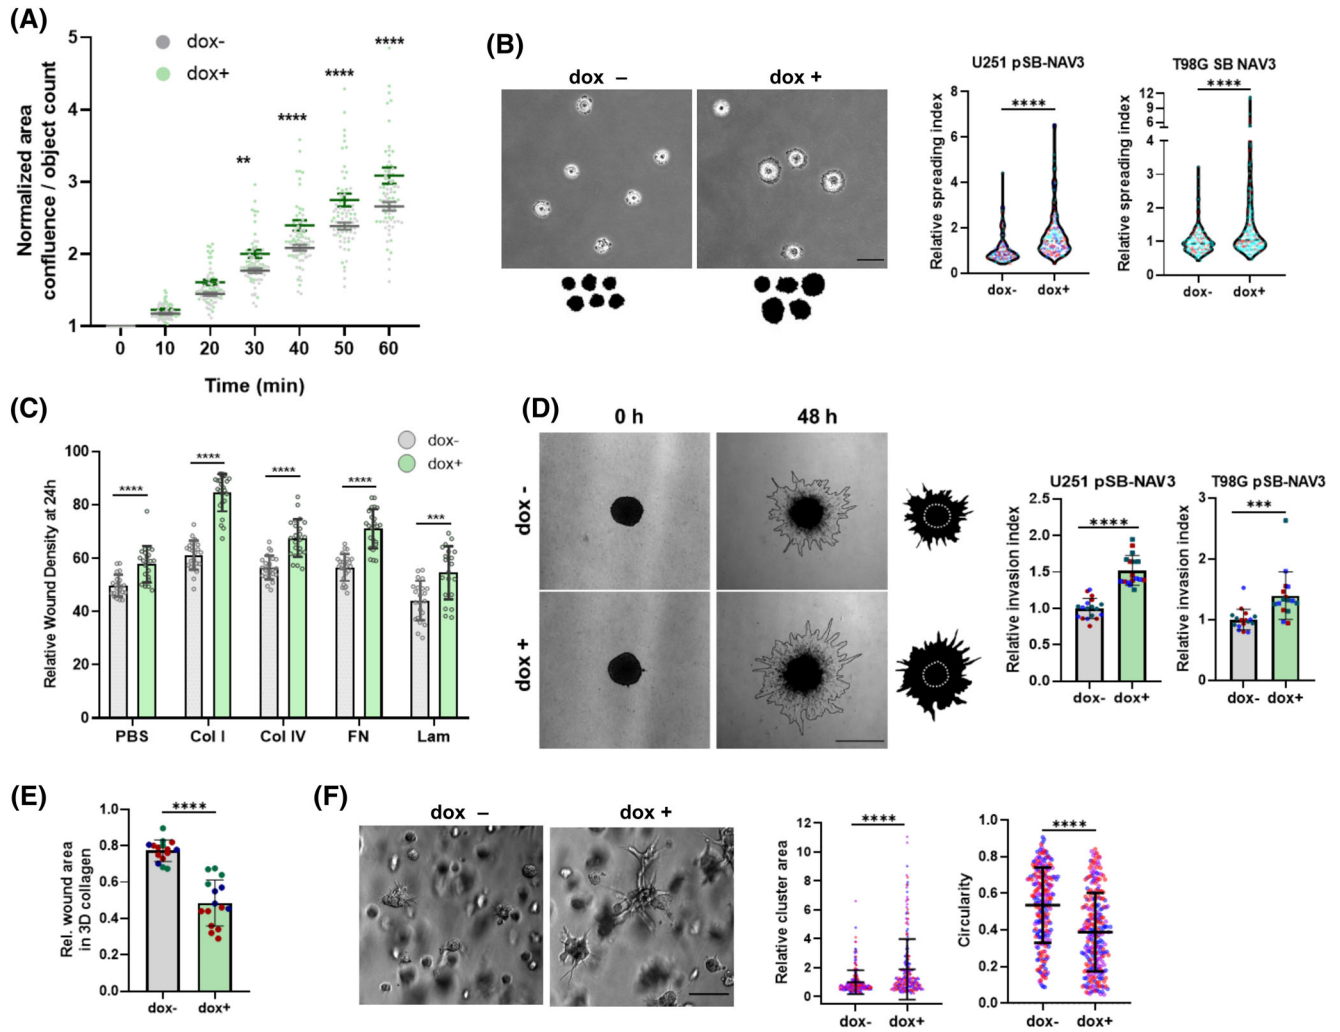 (A)
Normalized area
confluence / object count
5
4
3
2
1
dox-
dox+
**
****
****
****
0 10 20 30 40 50 60
Time (min)
(B)
dox –
dox +
U251 pSB-NAV3
Relative spreading index
8
6
4
2
0
****
dox- dox+
T98G SB NAV3
Relative spreading index
12
9
6
4
3
2
1
0
****
dox- dox+
(C)
Relative Wound Density at 24h
100
80
60
40
20
0
dox-
dox+
****
****
****
****
***
PBS Col I Col IV FN Lam
(D)
0 h
48 h
dox -
dox +
U251 pSB-NAV3
Relative invasion index
2.5
2.0
1.5
1.0
0.5
0.0
****
dox- dox+
T98G pSB-NAV3
Relative invasion index
3
2
1
0
***
dox- dox+
(E)
Rel. wound area
in 3D collagen
1.0
0.8
0.6
0.4
0.2
0.0
****
dox- dox+
(F)
dox –
dox +
Relative cluster area
12
10
8
6
4
2
0
****
dox- dox+
Circularity
1.0
0.8
0.6
0.4
0.2
0.0
****
dox- dox+